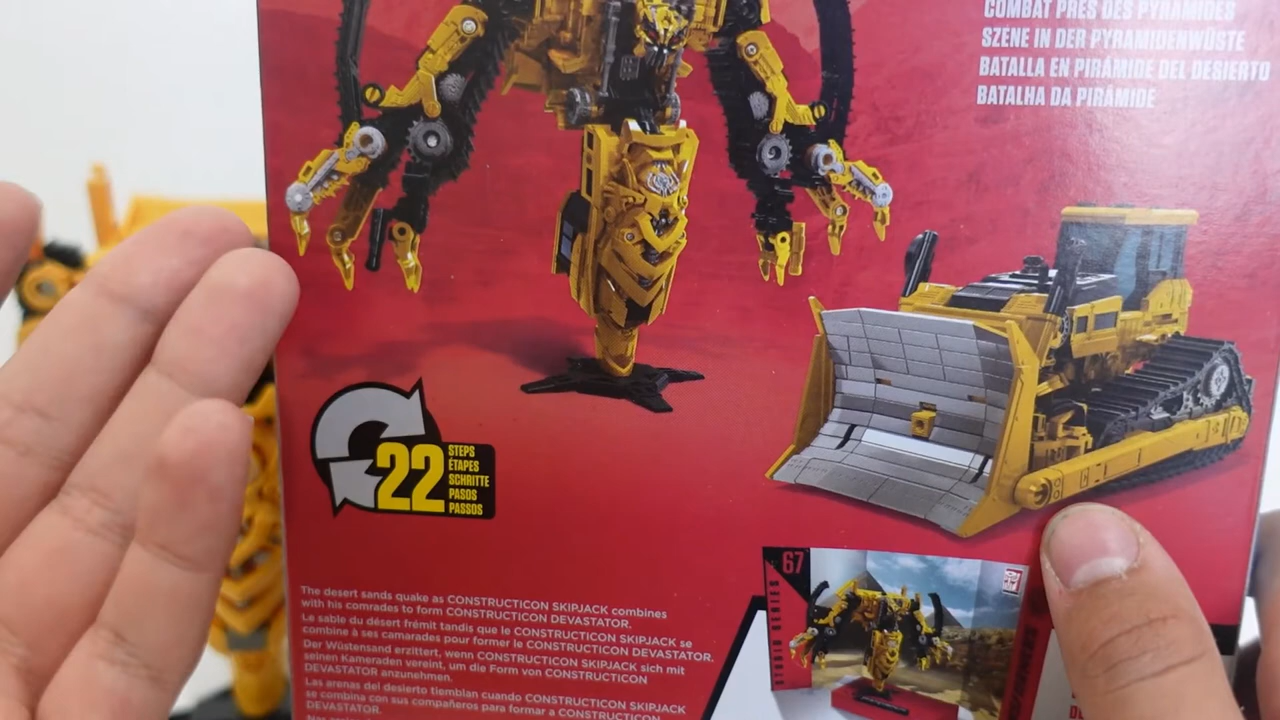 COMBAT PRÈS DES PYRAMIDES
SZENE IN DER PYRAMIDENWÜSTE
BATALLA EN PIRÁMIDE DEL DESIERTO
BATALHA DA PIRÂMIDE
22
STEPS
ÉTAPES
SCHRITTE
PASOS
PASSOS
The desert sands quake as CONSTRUCTICON SKIPJACK combines
with his comrades to form CONSTRUCTICON DEVASTATOR.
Le sable du désert frémit tandis que le CONSTRUCTICON SKIPJACK se
combine à ses camarades pour former le CONSTRUCTICON DEVASTATOR.
Der Wüstensand erzittert, wenn CONSTRUCTICON SKIPJACK sich mit
seinen Kameraden vereint, um die Form von CONSTRUCTICON
DEVASTATOR anzunehmen.
Las arenas del desierto tiemblan cuando CONSTRUCTICON SKIPJACK
se combina con sus compañeros para formar a CONSTRUCTICON
DEVASTATOR.
67
STUDIO SERIES